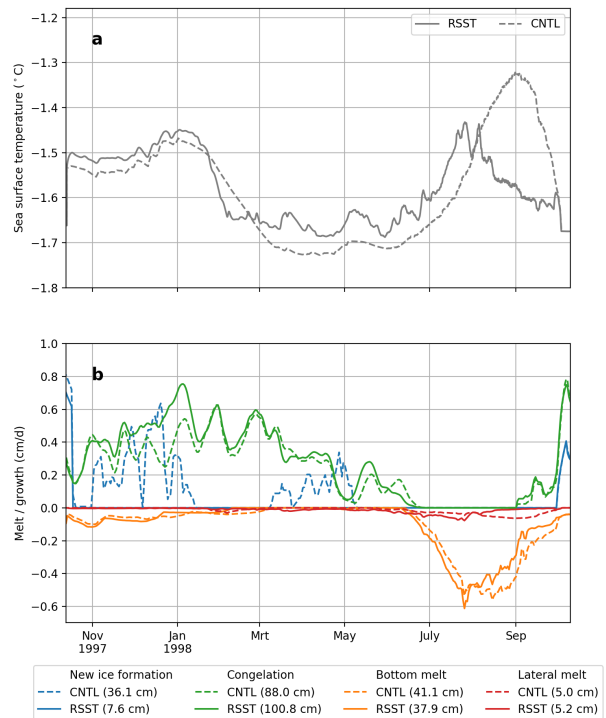 −1.2
−1.3
−1.4
−1.5
−1.6
−1.7
−1.8
Sea surface temperature (°C)
a
RSST
CNTL
1.0
0.8
0.6
0.4
0.2
0.0
−0.2
−0.4
−0.6
Melt / growth (cm/d)
b
Nov
1997
Jan
1998
Mrt
May
July
Sep
New ice formation
CNTL (36.1 cm)
RSST (7.6 cm)
Congelation
CNTL (88.0 cm)
RSST (100.8 cm)
Bottom melt
CNTL (41.1 cm)
RSST (37.9 cm)
Lateral melt
CNTL (5.0 cm)
RSST (5.2 cm)